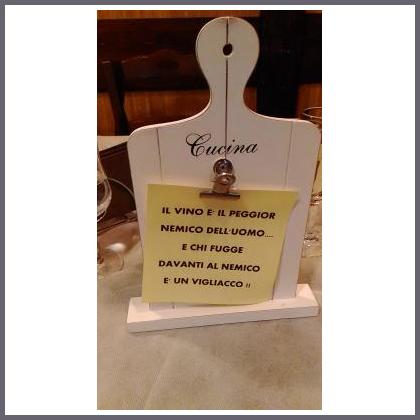 Cucina
IL VINO E' IL PEGGIOR
NEMICO DELL'UOMO....
E CHI FUGGE
DAVANTI AL NEMICO
E' UN VIGLIACCO !!